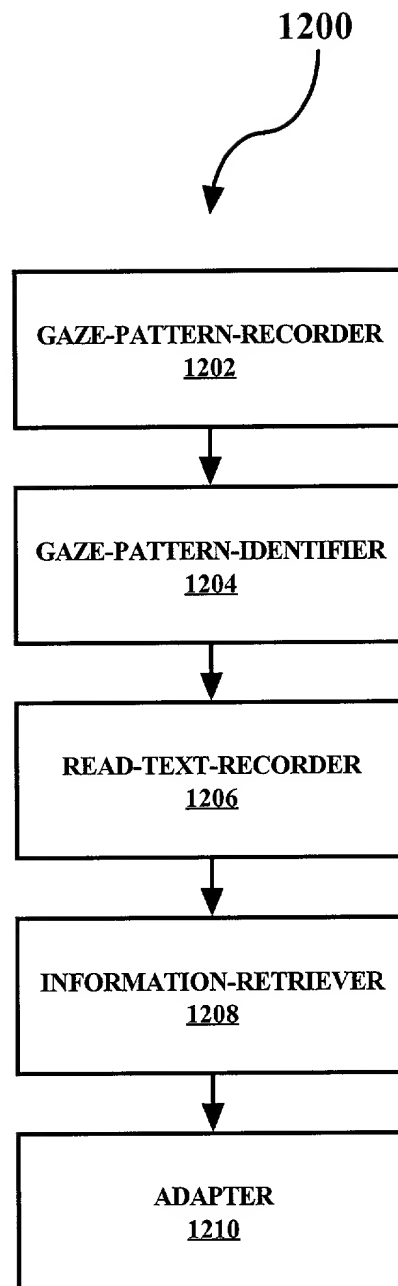 1200
GAZE-PATTERN-RECORDER
1202
GAZE-PATTERN-IDENTIFIER
1204
READ-TEXT-RECORDER
1206
INFORMATION-RETRIEVER
1208
ADAPTER
1210